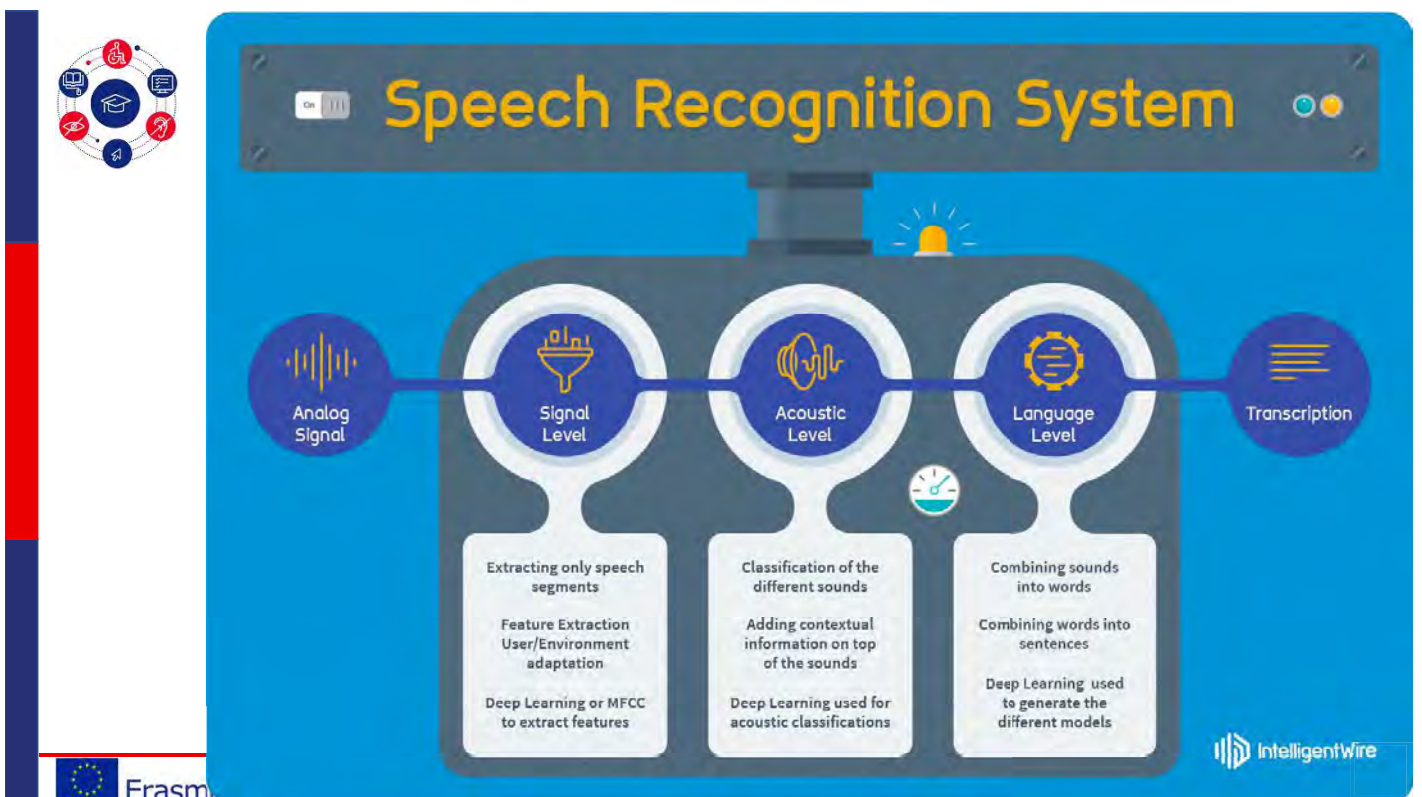 On
Speech Recognition System
Analog
Signal
Signal
Level
Acoustic
Level
Language
Level
Transcription
Extracting only speech
segments
Feature Extraction
User/Environment
adaptation
Deep Learning or MFCC
to extract features
Classification of the
different sounds
Adding contextual
information on top
of the sounds
Deep Learning used for
acoustic classifications
Combining sounds
into words
Combining words into
sentences
Deep Learning used
to generate the
different models
IntelligentWire
Erasm